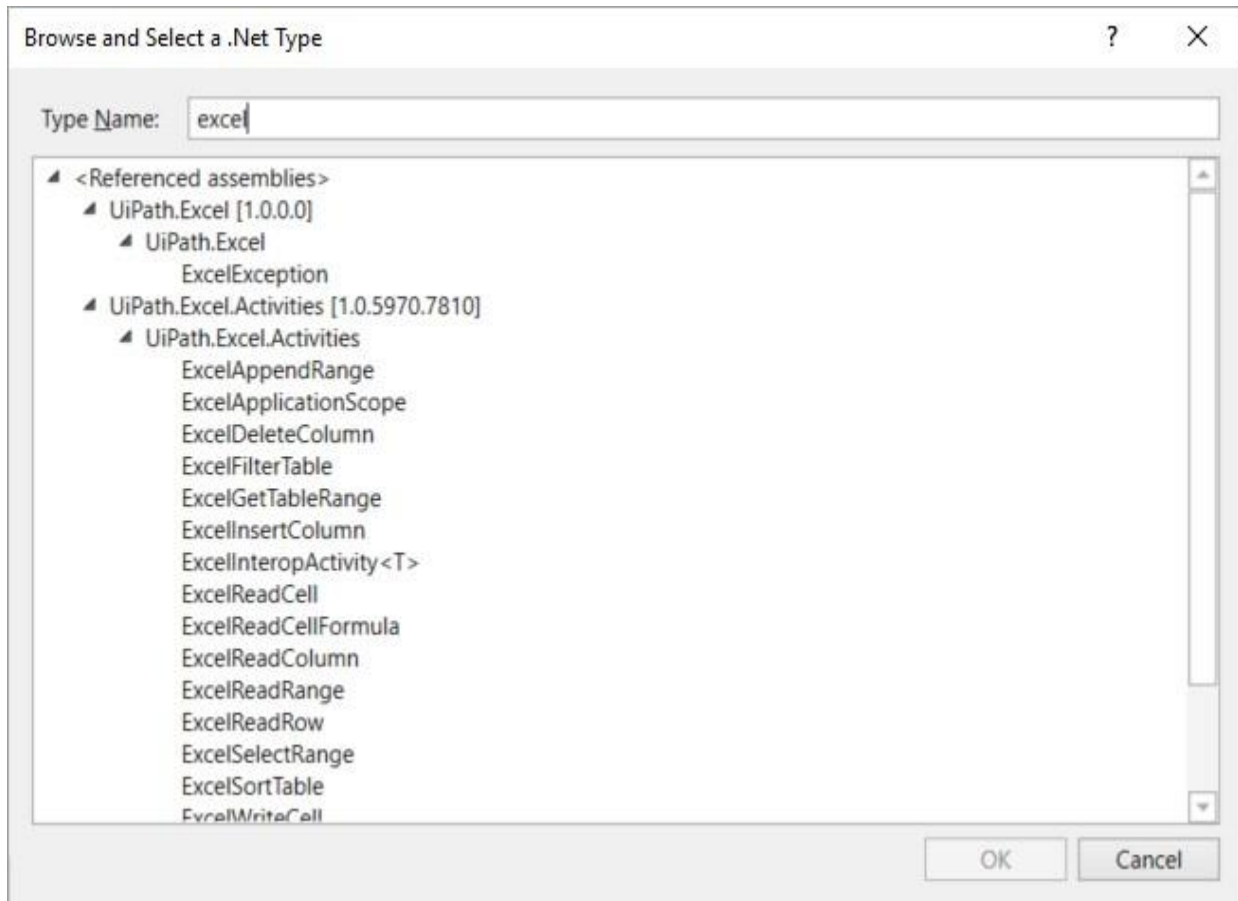 Browse and Select a .Net Type
?
Type Name: excel
<Referenced assemblies>
UiPath.Excel [1.0.0.0]
UiPath.Excel
ExcelException
UiPath.Excel.Activities [1.0.5970.7810]
UiPath.Excel.Activities
ExcelAppendRange
ExcelApplicationScope
ExcelDeleteColumn
ExcelFilterTable
ExcelGetTableRange
ExcelInsertColumn
ExcelInteropActivity<T>
ExcelReadCell
ExcelReadCellFormula
ExcelReadColumn
ExcelReadRange
ExcelReadRow
ExcelSelectRange
ExcelSortTable
ExcelWriteCell
OK Cancel